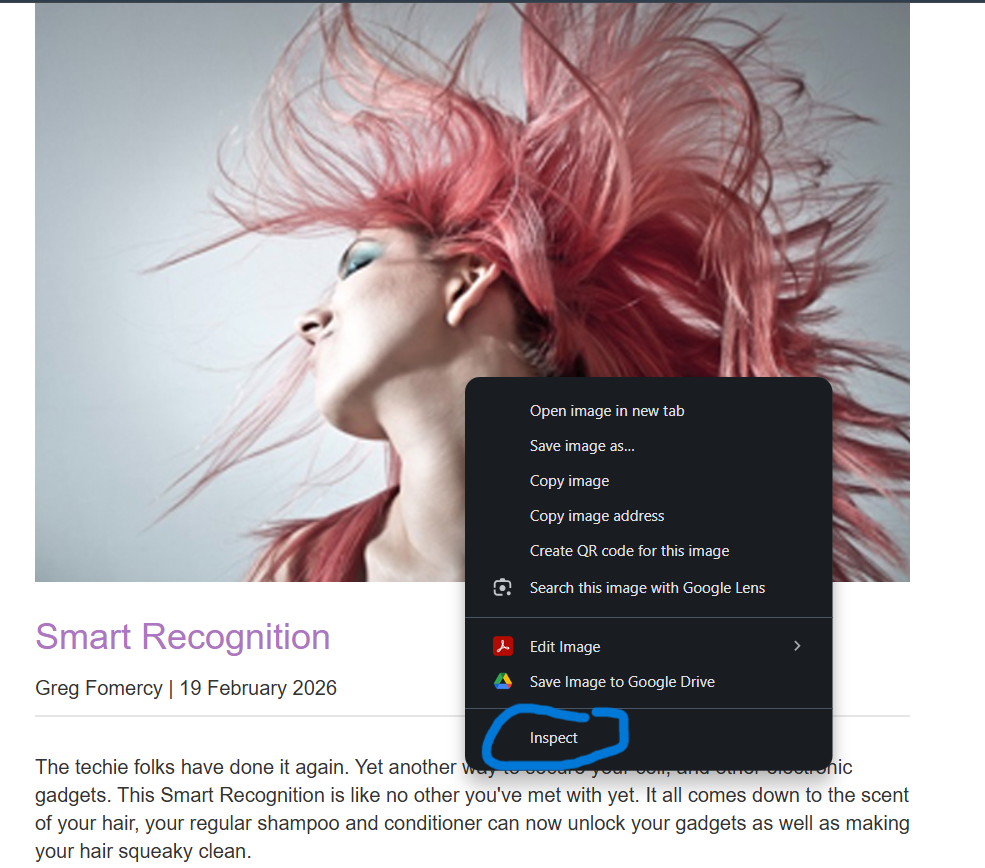 Open image in new tab
Save image as...
Copy image
Copy image address
Create QR code for this image
Search this image with Google Lens
Edit Image
Save Image to Google Drive
Inspect
Smart Recognition
Greg Fomercy | 19 February 2026
The techie folks have done it again. Yet another way to secure your cell, and other electronic
gadgets. This Smart Recognition is like no other you've met with yet. It all comes down to the scent
of your hair, your regular shampoo and conditioner can now unlock your gadgets as well as making
your hair squeaky clean.